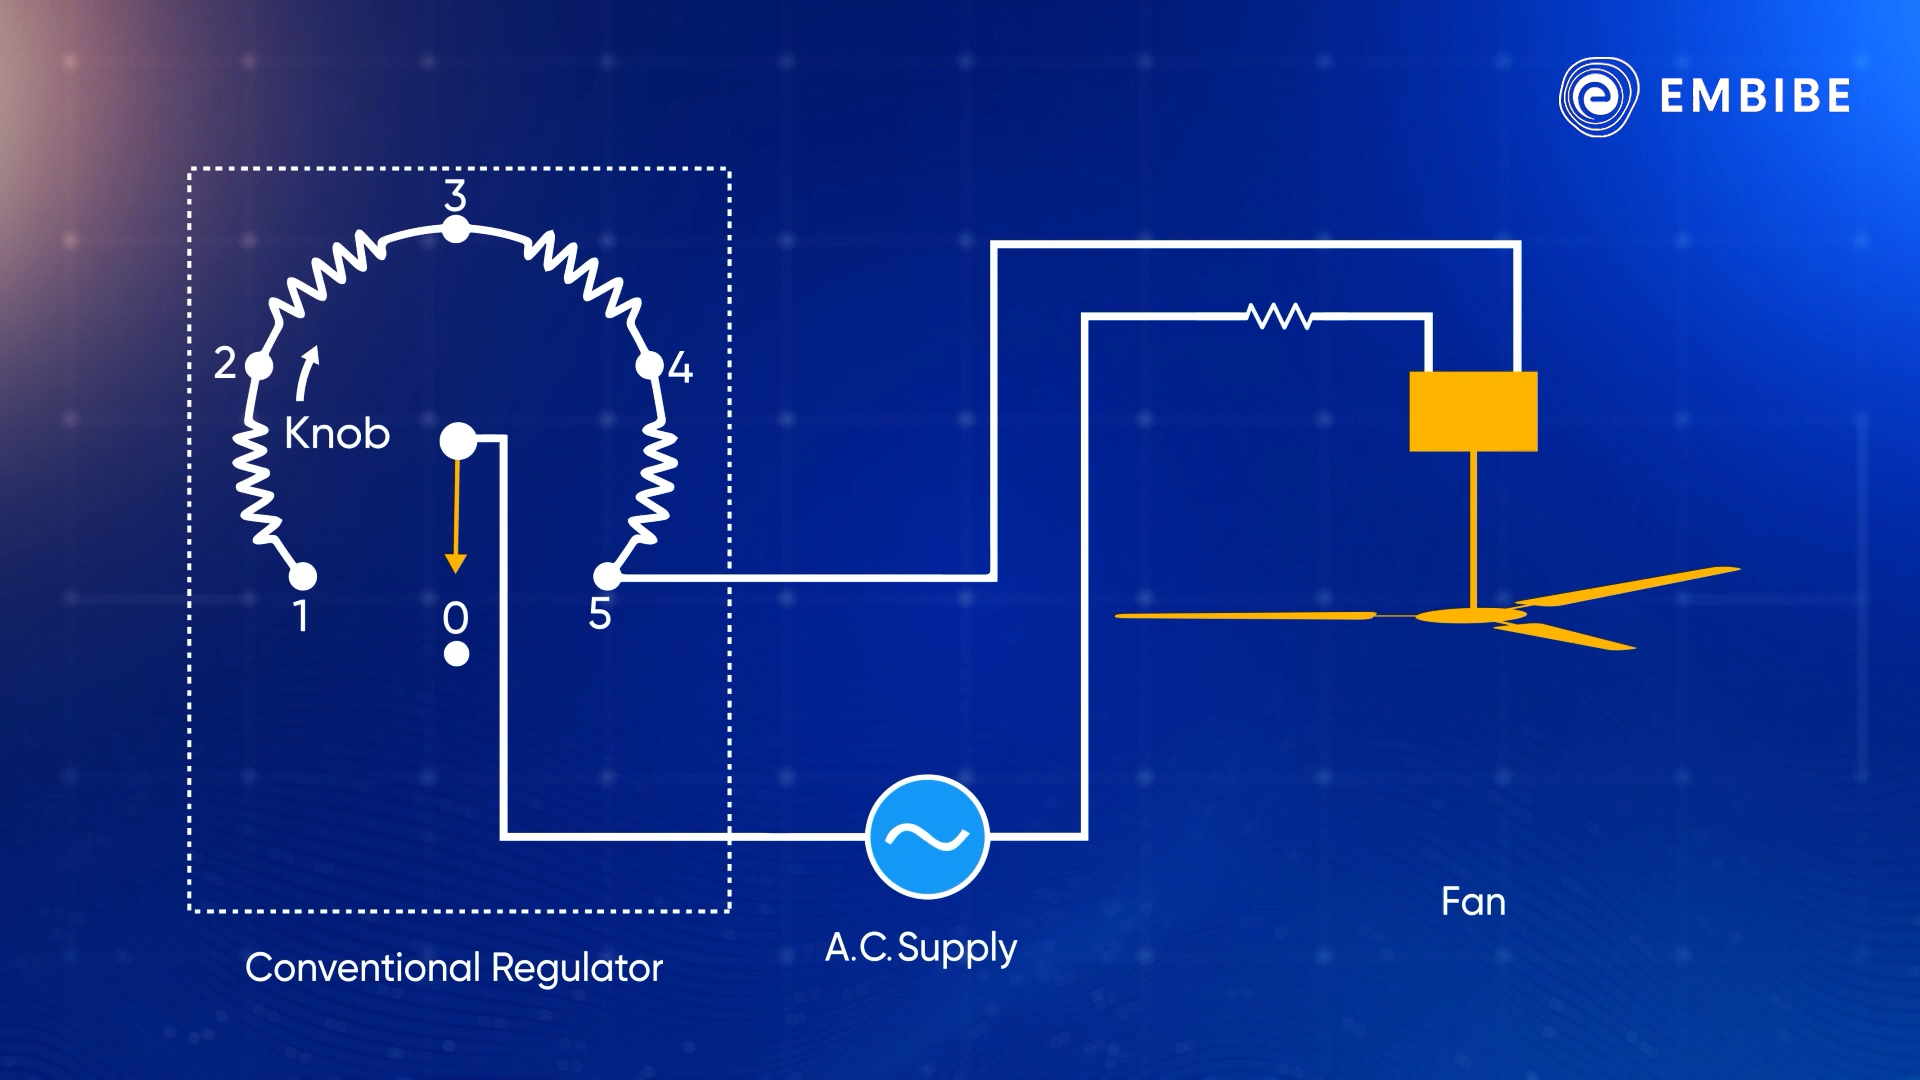 EMBIBE
3
2
4
Knob
1
0
5
Fan
A.C. Supply
Conventional Regulator